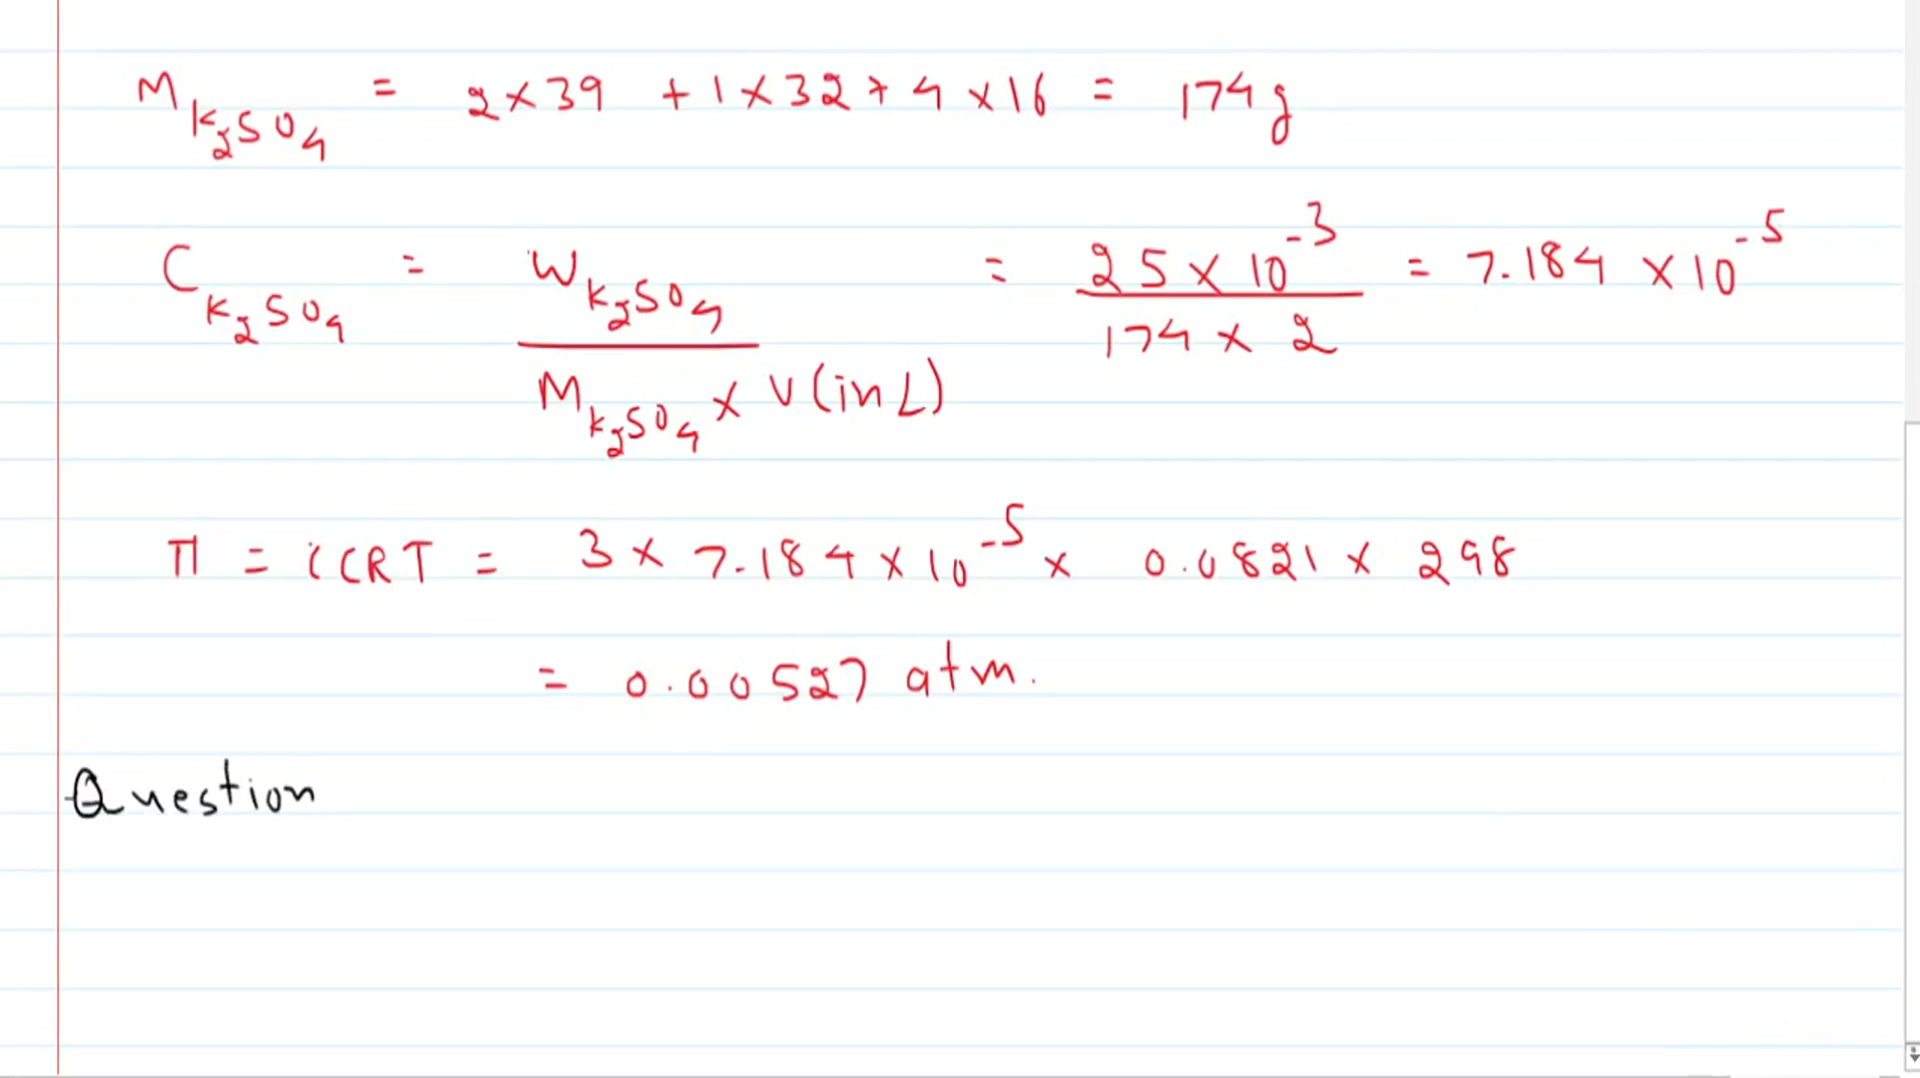 M K₂SO₄ = 2 × 39 + 1 × 32 + 4 × 16 = 174 g
C K₂SO₄ = W K₂SO₄ / M K₂SO₄ × V (in L) = 25 × 10⁻³ / 174 × 2 = 7.184 × 10⁻⁵
π = iCRT = 3 × 7.184 × 10⁻⁵ × 0.0821 × 298
= 0.00527 atm.
Question